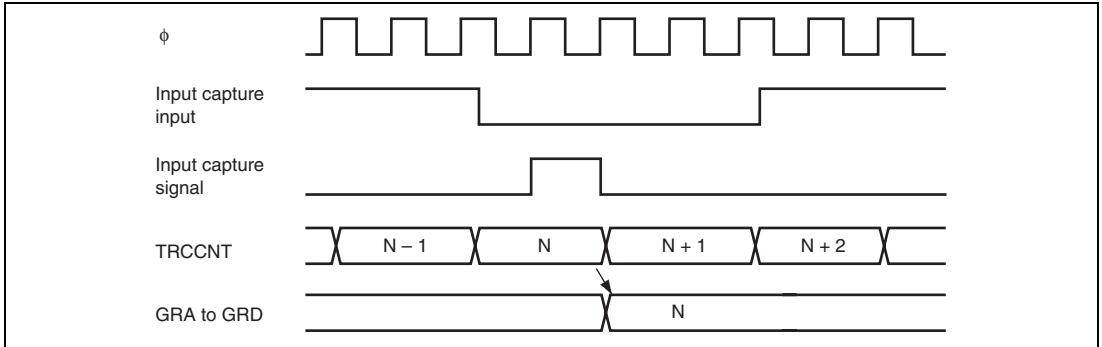 ϕ
Input capture
input
Input capture
signal
TRCCNT
N – 1
N
N + 1
N + 2
GRA to GRD
N